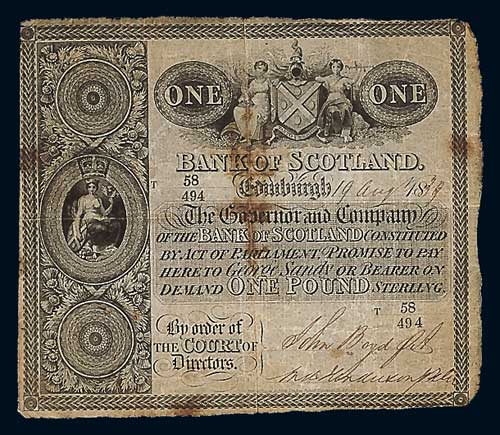 ONE ONE
BANK OF SCOTLAND.
T 58/494 Edinburgh 19 Aug 18
The Governor and Company
OF THE BANK OF SCOTLAND CONSTITUTED
BY ACT OF PARLIAMENT, PROMISE TO PAY
HERE TO George Sandy OR BEARER ON
DEMAND ONE POUND STERLING.
T 58/494
By order of
THE COURT OF
Directors.
John Boyd